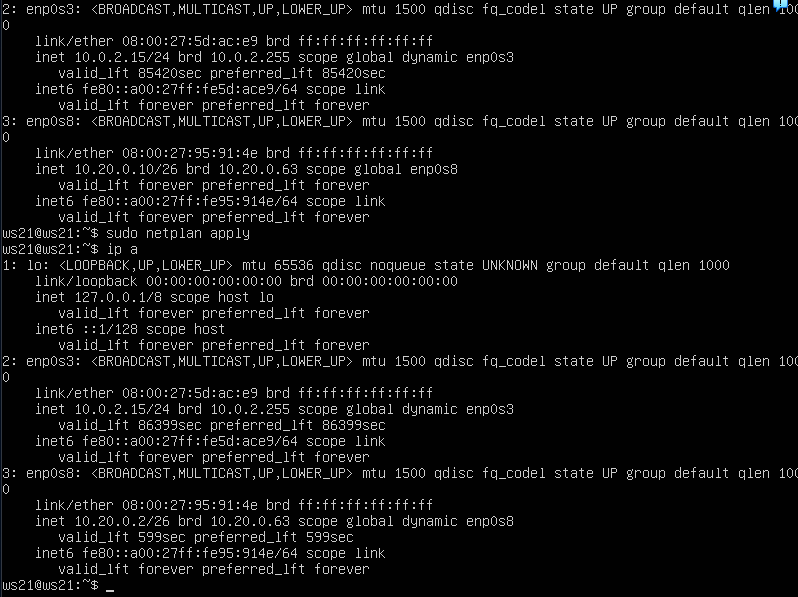 2: enp0s3: <BROADCAST,MULTICAST,UP,LOWER_UP> mtu 1500 qdisc fq_codel state UP group default qlen 100
0
    link/ether 08:00:27:5d:ac:e9 brd ff:ff:ff:ff:ff:ff
    inet 10.0.2.15/24 brd 10.0.2.255 scope global dynamic enp0s3
       valid_lft 85420sec preferred_lft 85420sec
    inet6 fe80::a00:27ff:fe5d:ace9/64 scope link
       valid_lft forever preferred_lft forever
3: enp0s8: <BROADCAST,MULTICAST,UP,LOWER_UP> mtu 1500 qdisc fq_codel state UP group default qlen 100
0
    link/ether 08:00:27:95:91:4e brd ff:ff:ff:ff:ff:ff
    inet 10.20.0.10/26 brd 10.20.0.63 scope global enp0s8
       valid_lft forever preferred_lft forever
    inet6 fe80::a00:27ff:fe95:914e/64 scope link
       valid_lft forever preferred_lft forever
ws21@ws21:~$ sudo netplan apply
ws21@ws21:~$ ip a
1: lo: <LOOPBACK,UP,LOWER_UP> mtu 65536 qdisc noqueue state UNKNOWN group default qlen 1000
    link/loopback 00:00:00:00:00:00 brd 00:00:00:00:00:00
    inet 127.0.0.1/8 scope host lo
       valid_lft forever preferred_lft forever
    inet6 ::1/128 scope host
       valid_lft forever preferred_lft forever
2: enp0s3: <BROADCAST,MULTICAST,UP,LOWER_UP> mtu 1500 qdisc fq_codel state UP group default qlen 100
0
    link/ether 08:00:27:5d:ac:e9 brd ff:ff:ff:ff:ff:ff
    inet 10.0.2.15/24 brd 10.0.2.255 scope global dynamic enp0s3
       valid_lft 86399sec preferred_lft 86399sec
    inet6 fe80::a00:27ff:fe5d:ace9/64 scope link
       valid_lft forever preferred_lft forever
3: enp0s8: <BROADCAST,MULTICAST,UP,LOWER_UP> mtu 1500 qdisc fq_codel state UP group default qlen 100
0
    link/ether 08:00:27:95:91:4e brd ff:ff:ff:ff:ff:ff
    inet 10.20.0.2/26 brd 10.20.0.63 scope global dynamic enp0s8
       valid_lft 599sec preferred_lft 599sec
    inet6 fe80::a00:27ff:fe95:914e/64 scope link
       valid_lft forever preferred_lft forever
ws21@ws21:~$ _